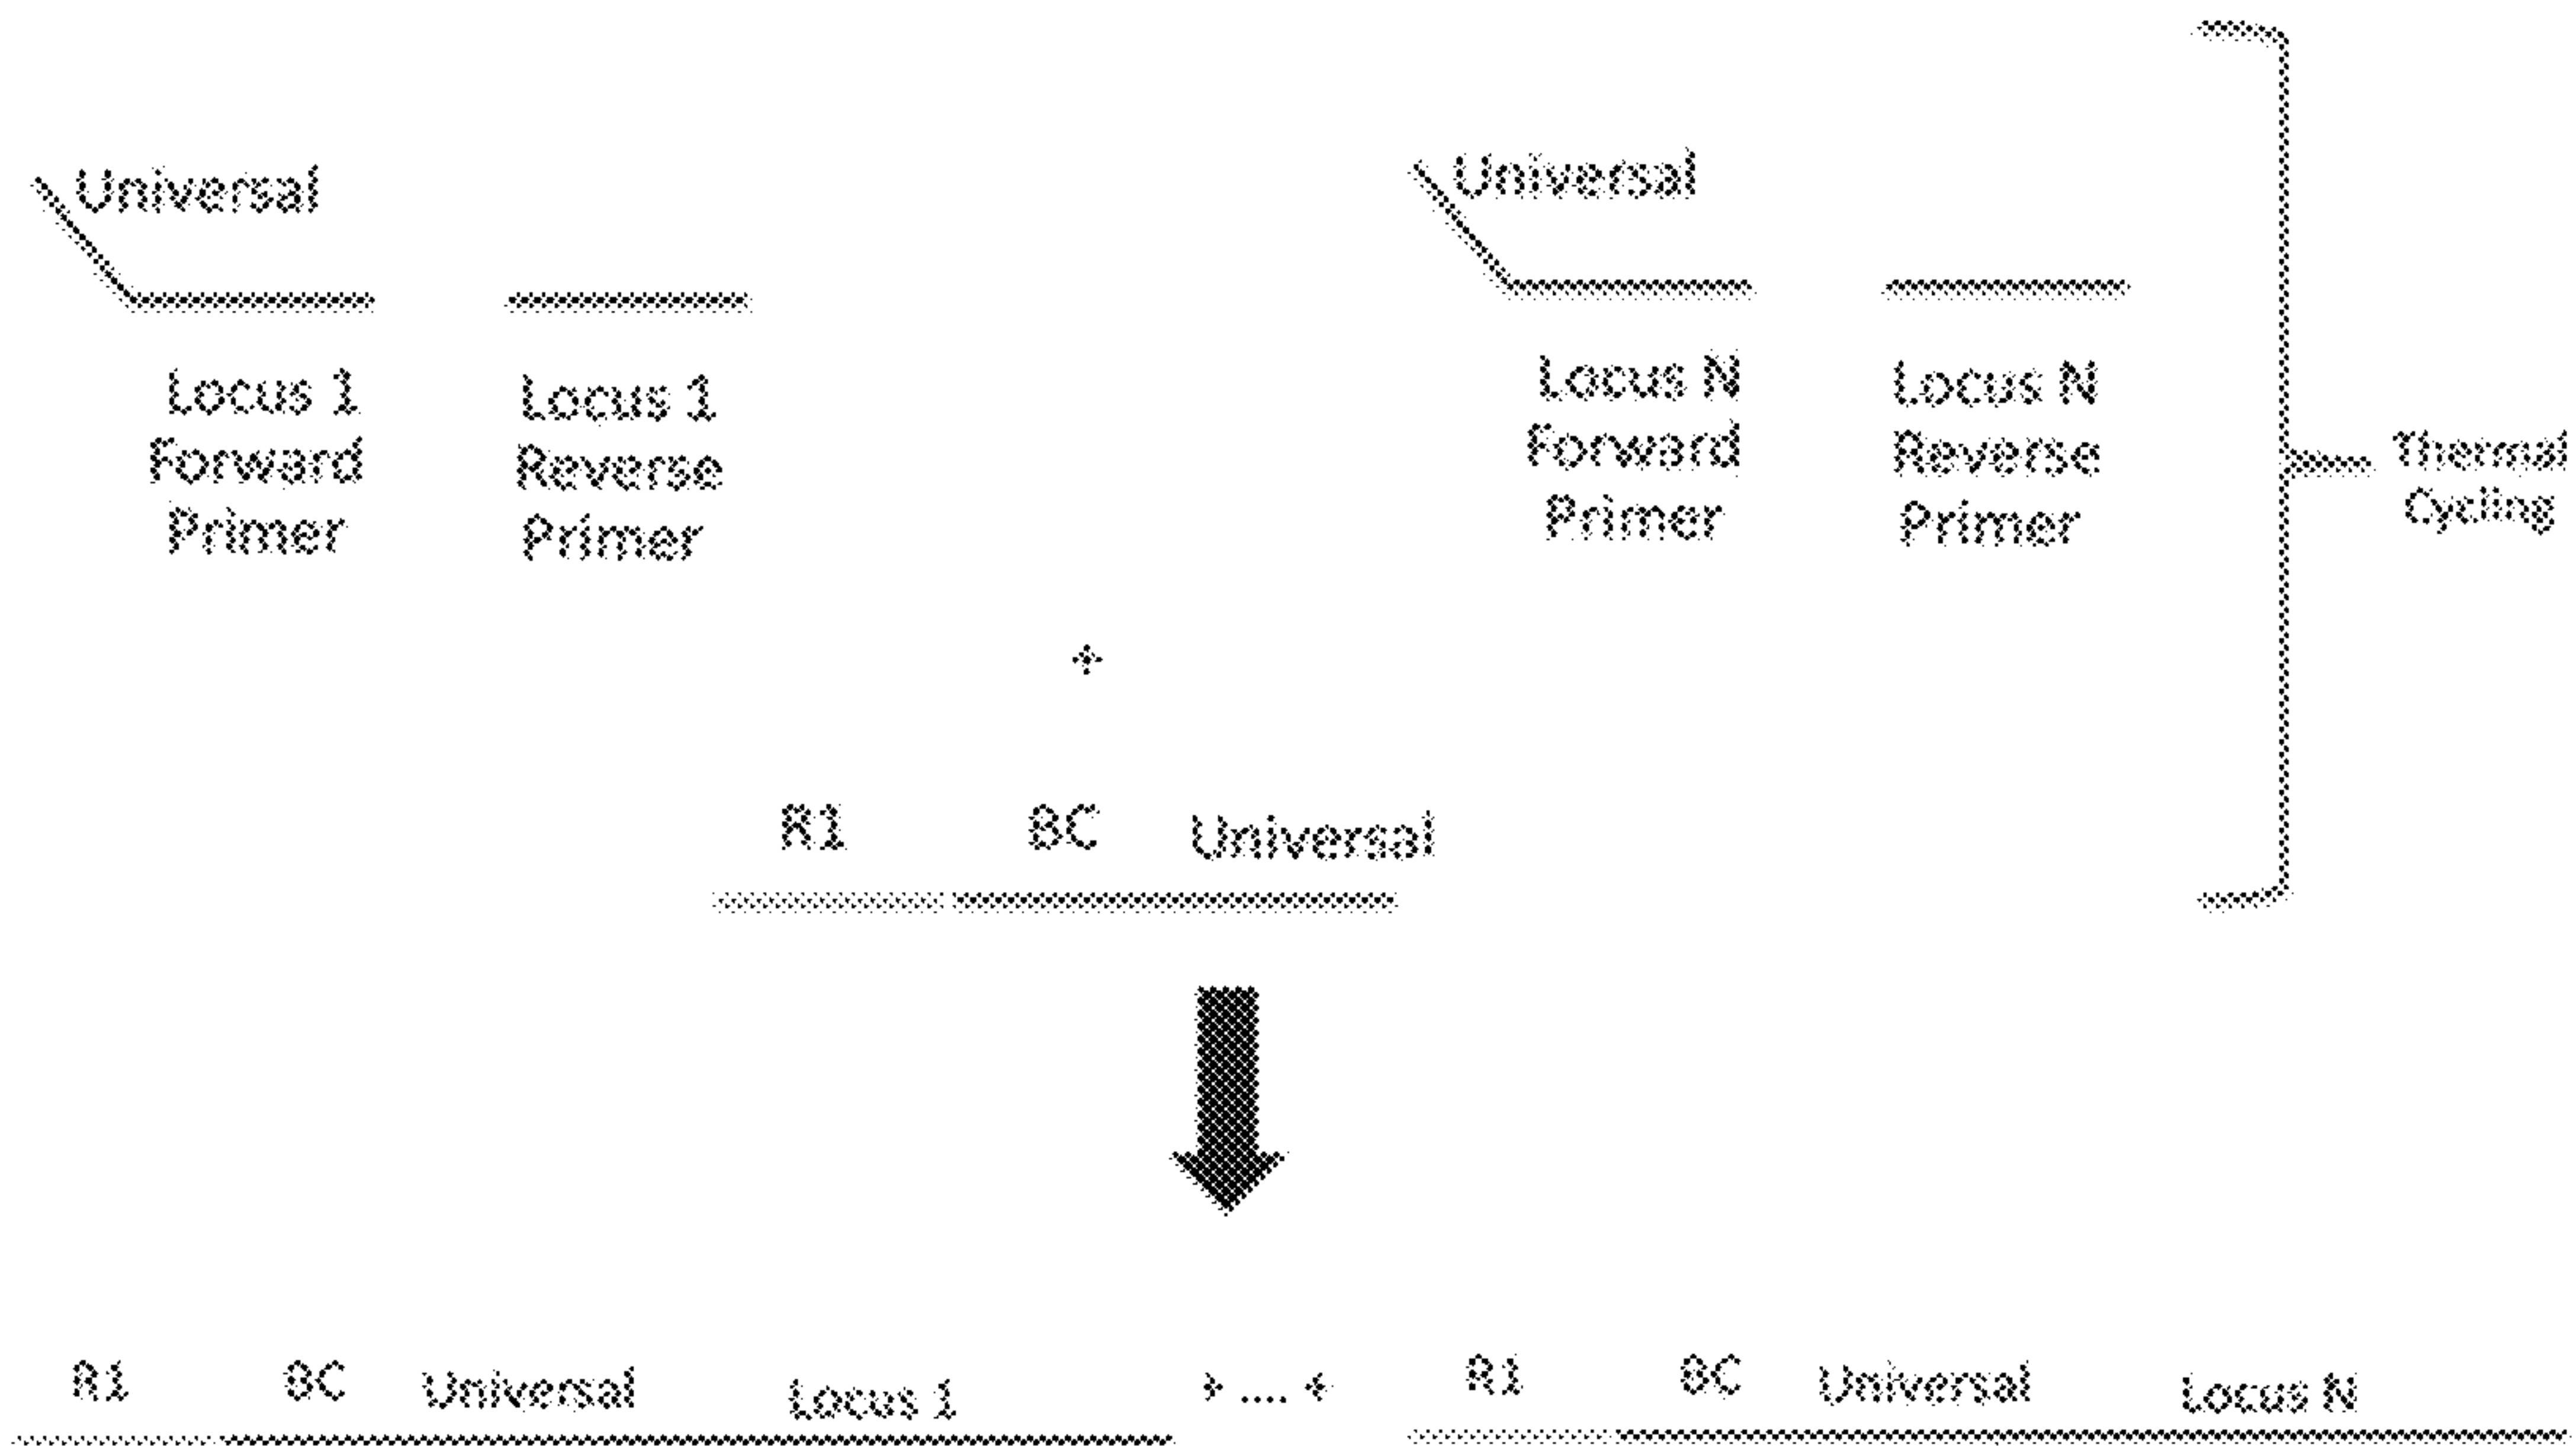 Universal
Universal
Locus 1
Forward
Primer
Locus 1
Reverse
Primer
Locus N
Forward
Primer
Locus N
Reverse
Primer
Thermal
Cycling
+
R1 BC Universal
R1 BC Universal Locus 1 + .... + R1 BC Universal Locus N